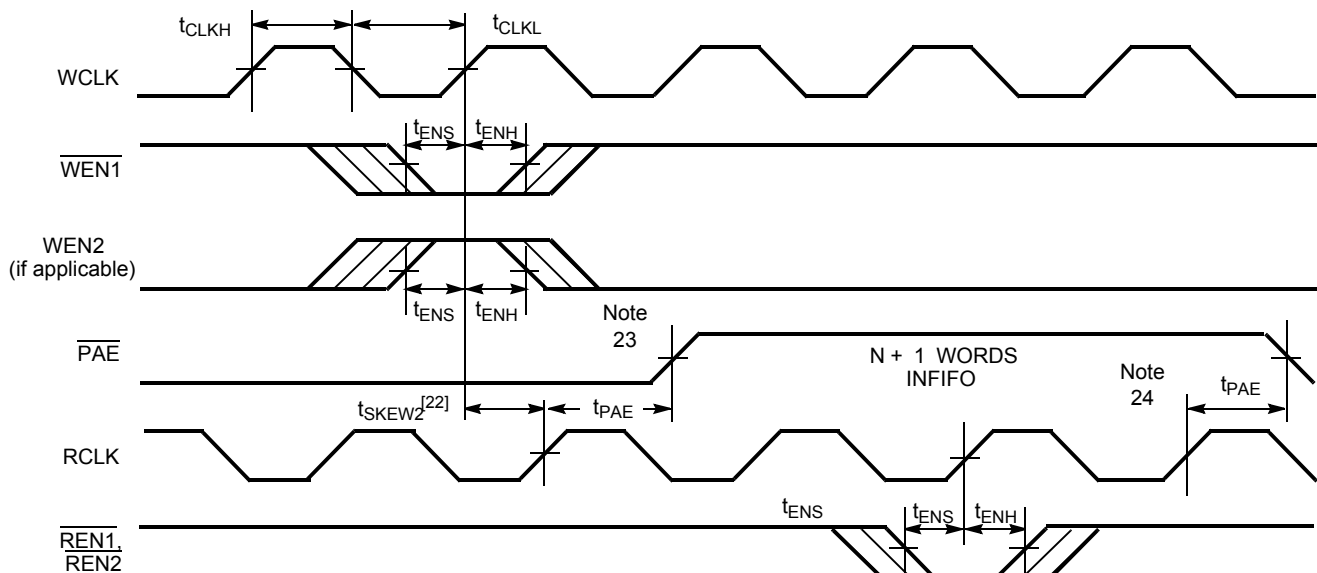 tCLKH
tCLKL
WCLK
tENS
tENH
WEN1
WEN2
(if applicable)
tENS
tENH
Note
23
PAE
N + 1 WORDS
INFIFO
Note
24
tPAE
tSKEW2[22]
tPAE
RCLK
tENS
tENS
tENH
REN1,
REN2